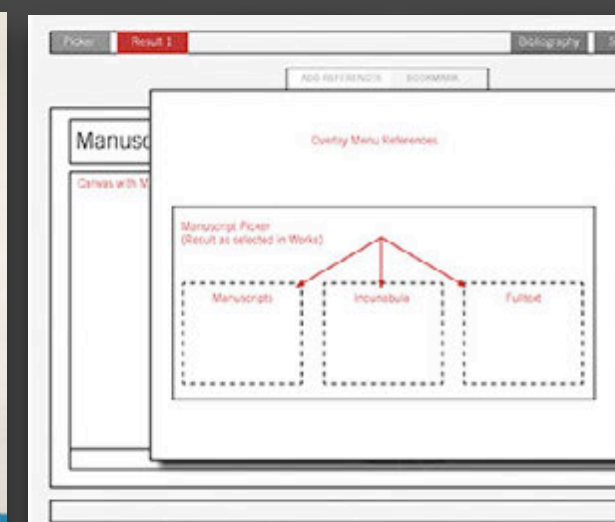 Picker Result 1 Bibliography
ADD REFERENCES BOOKMARK
Manusc
Overlay Menu References
Canvas with M
Manuscript Picker
(Result as selected in Works)
Manuscripts Incunabula Fulltext